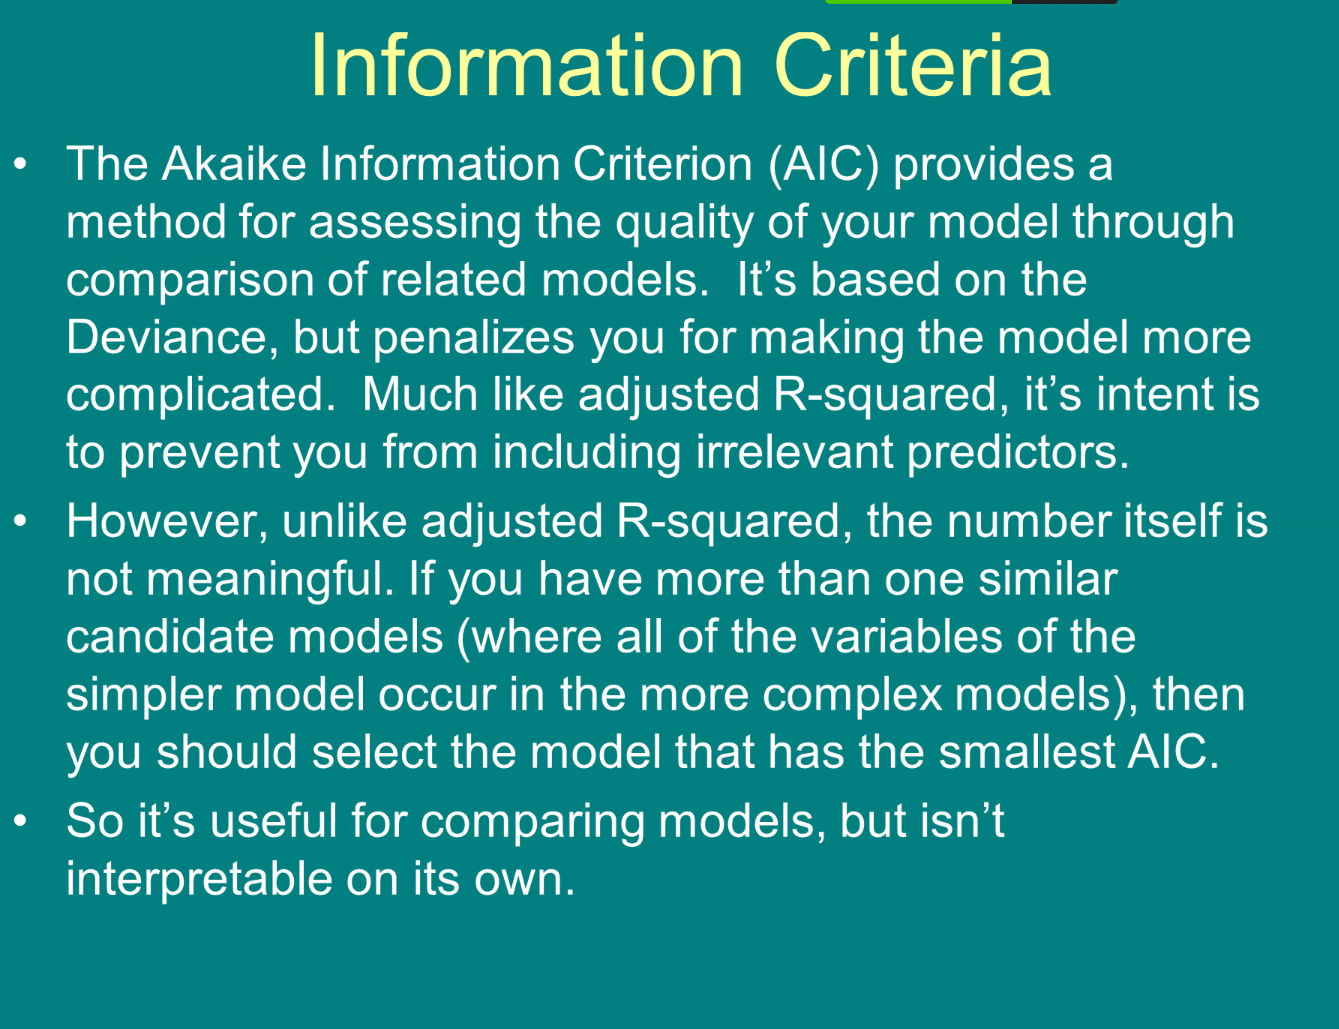 Information Criteria
• The Akaike Information Criterion (AIC) provides a
method for assessing the quality of your model through
comparison of related models.  It’s based on the
Deviance, but penalizes you for making the model more
complicated.  Much like adjusted R-squared, it’s intent is
to prevent you from including irrelevant predictors.
• However, unlike adjusted R-squared, the number itself is
not meaningful. If you have more than one similar
candidate models (where all of the variables of the
simpler model occur in the more complex models), then
you should select the model that has the smallest AIC.
• So it’s useful for comparing models, but isn’t
interpretable on its own.